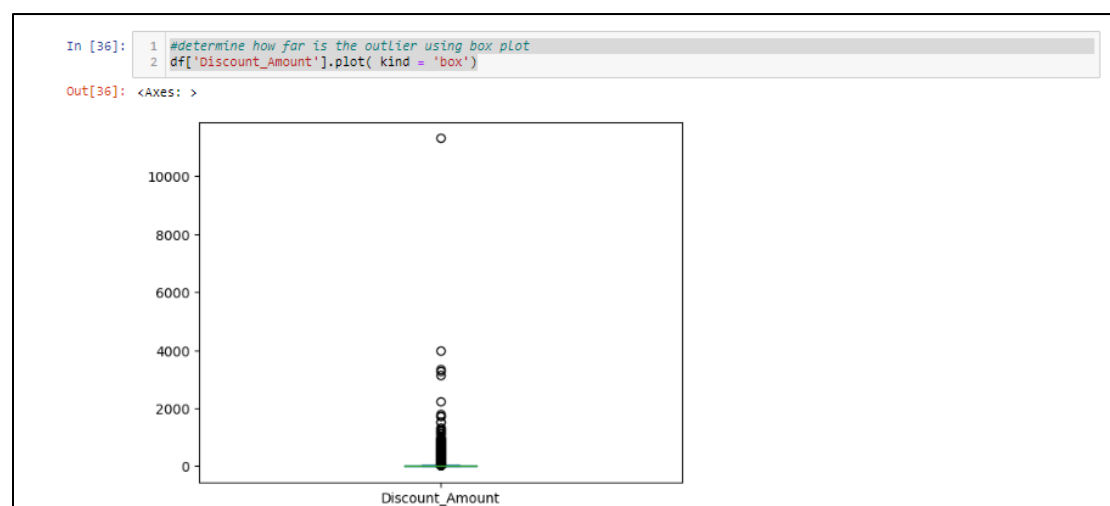 In [36]:
1 #determine how far is the outlier using box plot
2 df['Discount_Amount'].plot( kind = 'box')
Out[36]: <Axes: >
10000
8000
6000
4000
2000
0
Discount_Amount